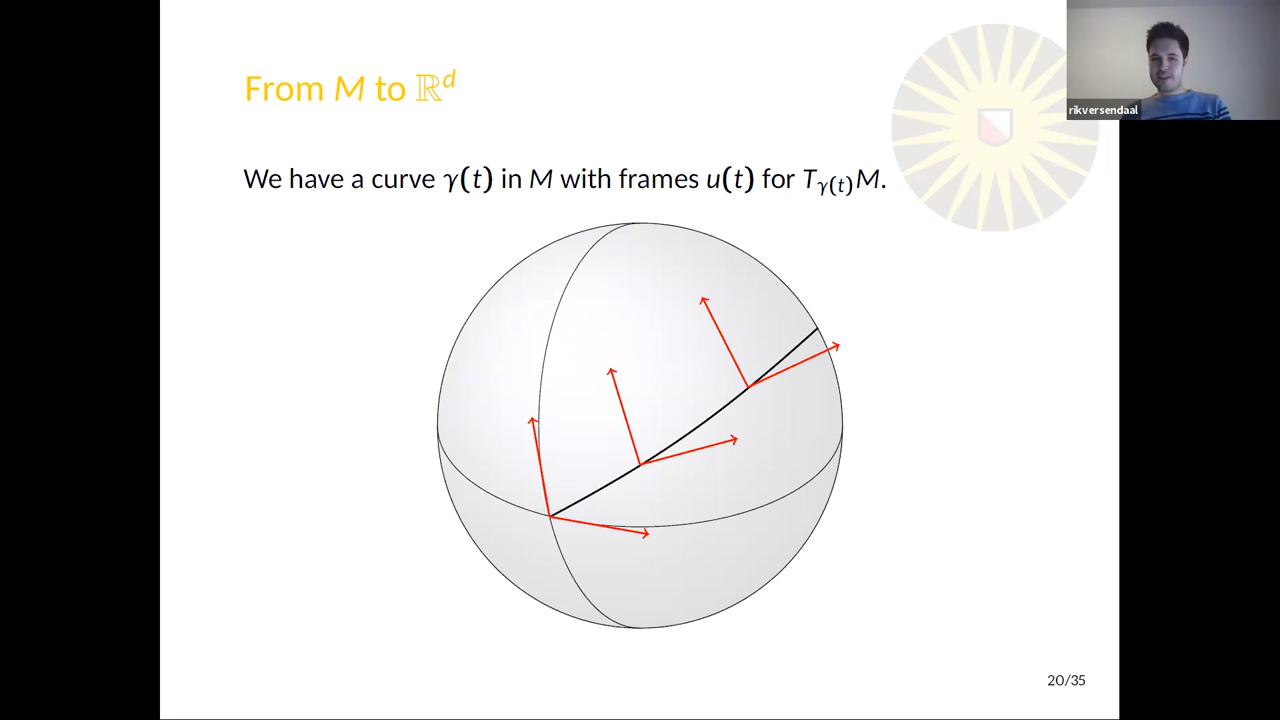 From M to ℝᵈ
rikversendaal
We have a curve γ(t) in M with frames u(t) for T_γ(t)M.
20/35